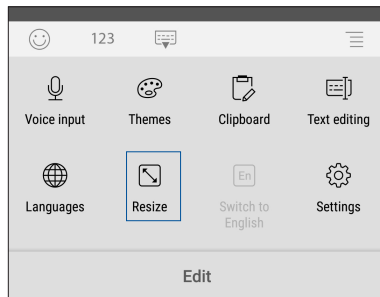 123
Voice input
Themes
Clipboard
Text editing
Languages
Resize
En
Switch to
English
Settings
Edit